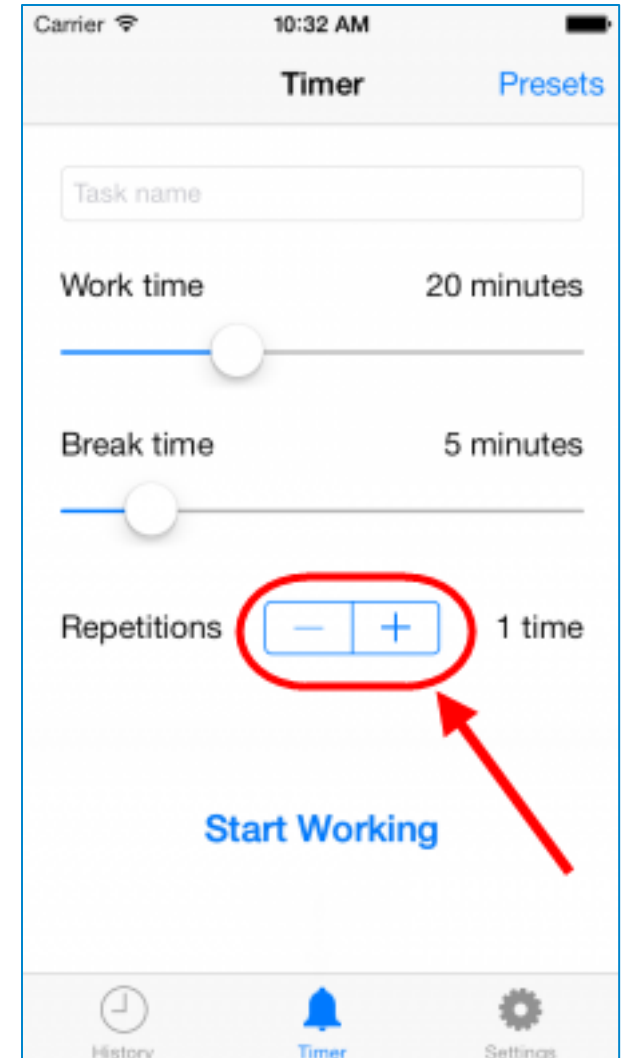 Carrier 10:32 AM
Timer Presets
Task name
Work time 20 minutes
Break time 5 minutes
Repetitions − + 1 time
Start Working
History Timer Settings